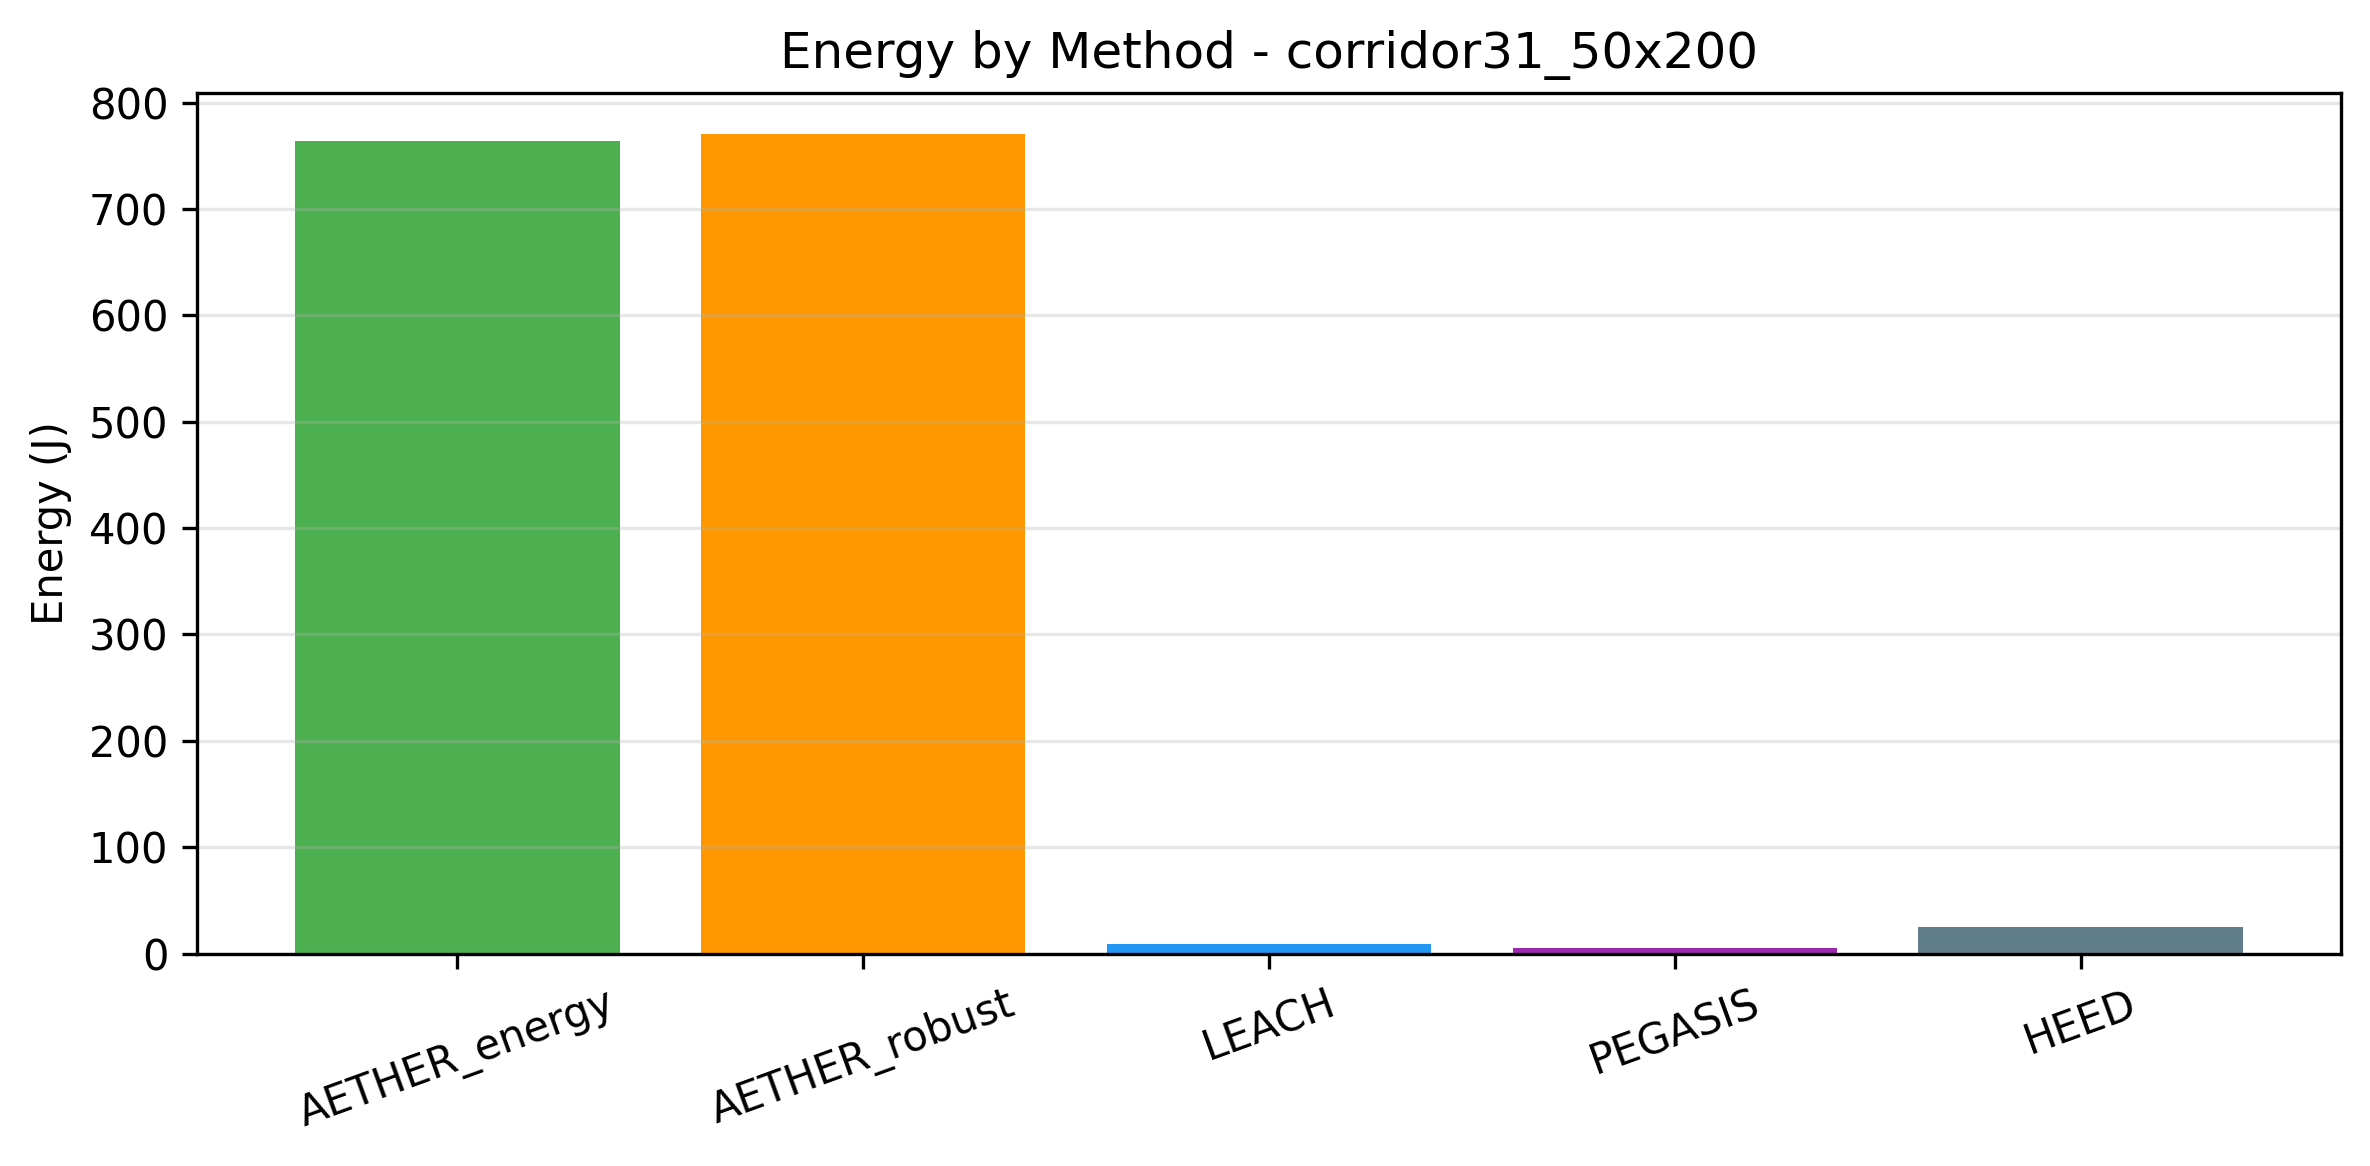 Energy by Method - corridor31_50x200
Energy (J)
800
700
600
500
400
300
200
100
0
AETHER_energy
AETHER_robust
LEACH
PEGASIS
HEED